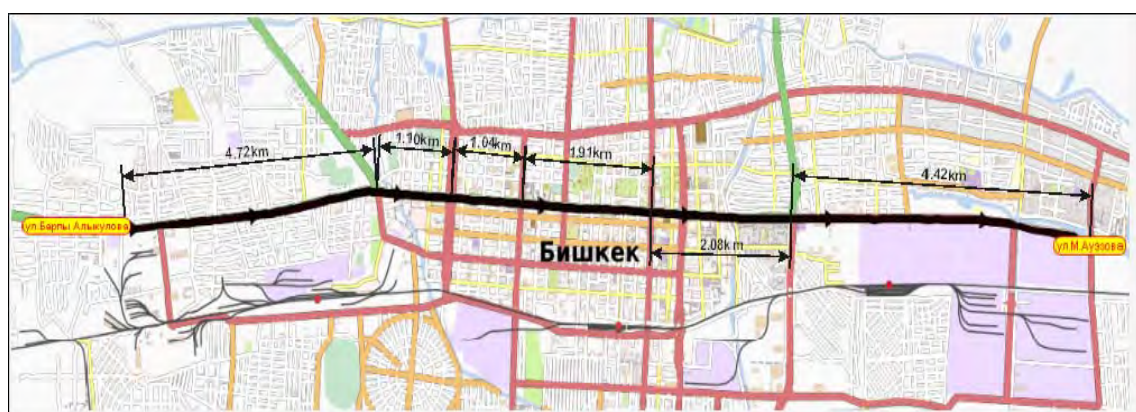 4.72km
1.10km
1.04km
1.91km
4.42km
ул.Барпы Алыкулова
Бишкек
2.08km
ул.М.Ауэзова